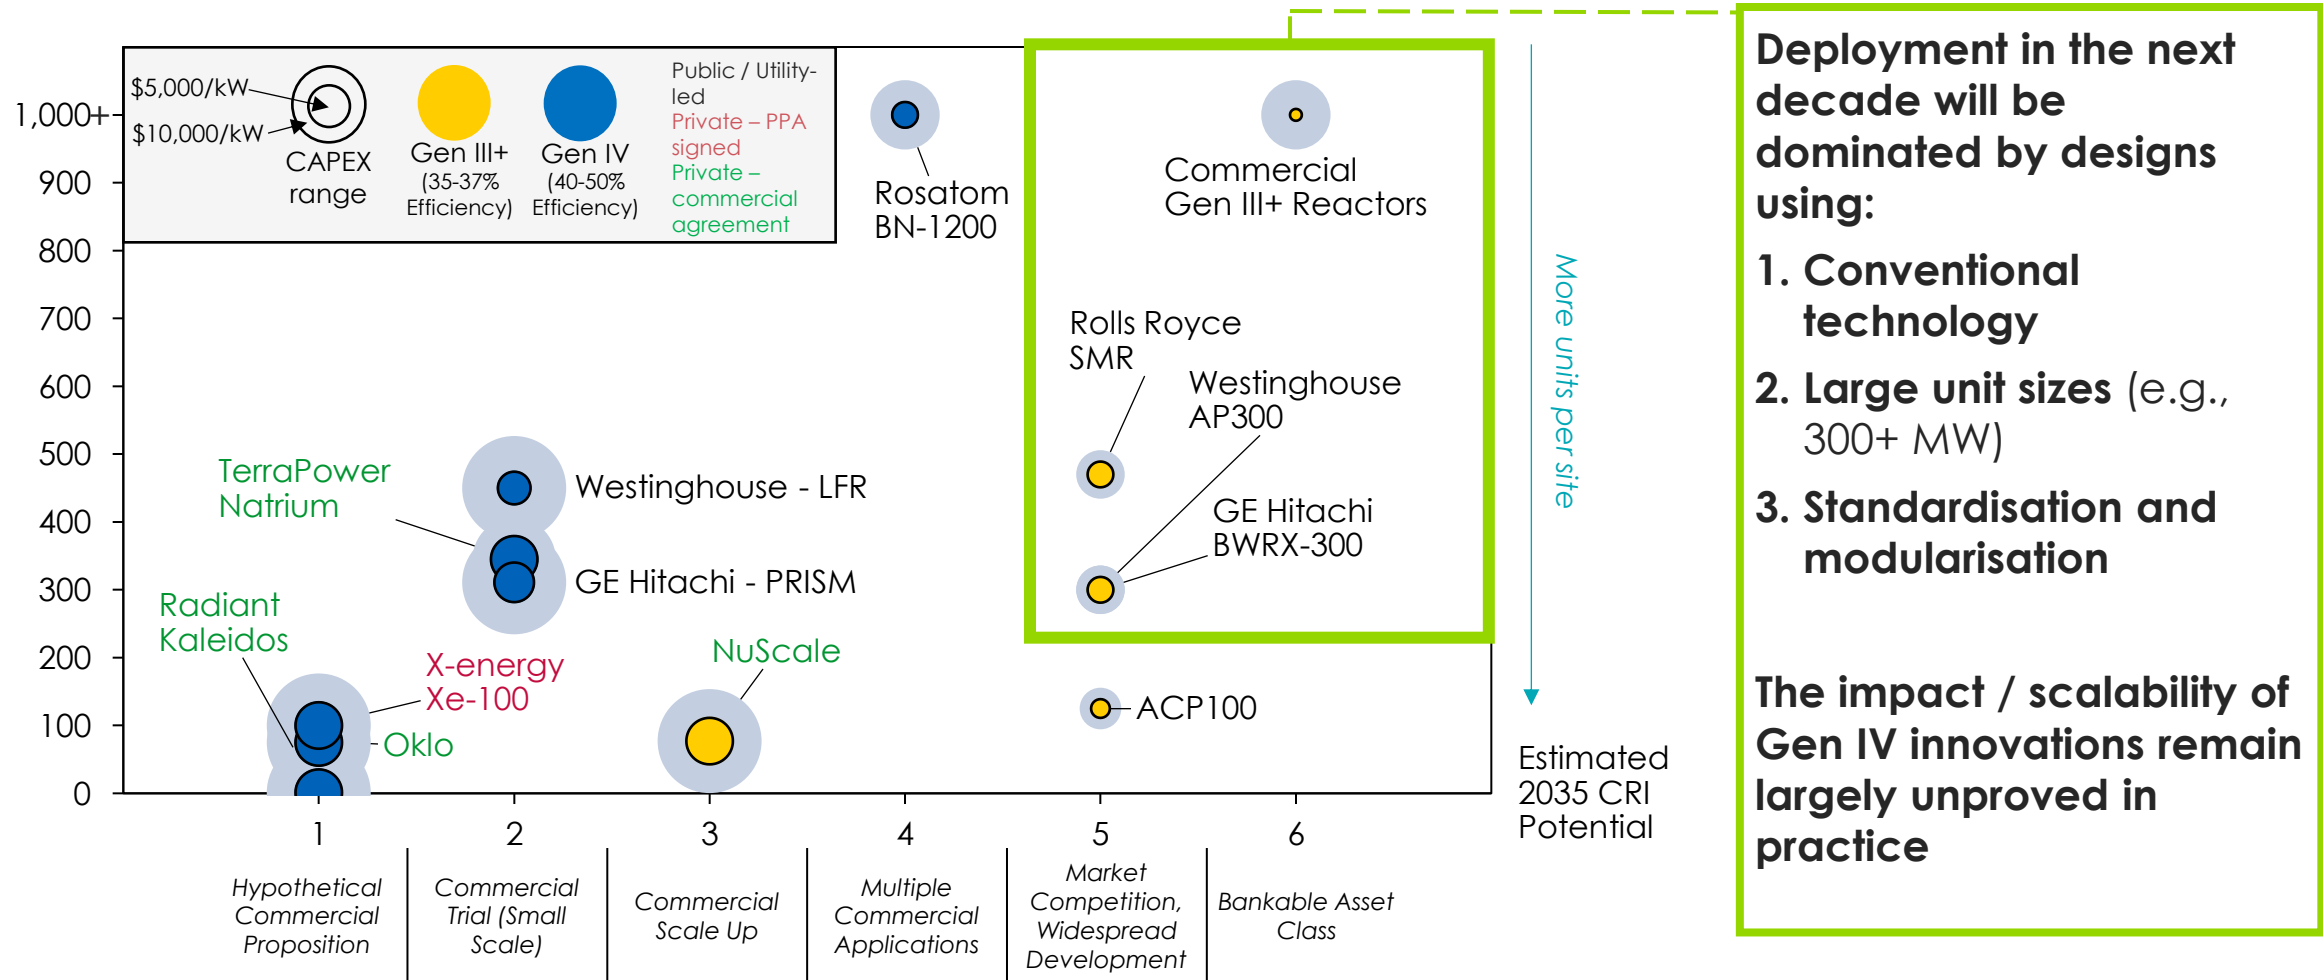 $5,000/kW
$10,000/kW
CAPEX
range
Gen III+
(35-37%
Efficiency)
Gen IV
(40-50%
Efficiency)
Public / Utility-
led
Private – PPA
signed
Private –
commercial
agreement
1,000+
900
800
700
600
500
400
300
200
100
0
Rosatom
BN-1200
Commercial
Gen III+ Reactors
Rolls Royce
SMR
Westinghouse
AP300
GE Hitachi
BWRX-300
TerraPower
Natrium
Westinghouse - LFR
GE Hitachi - PRISM
Radiant
Kaleidos
X-energy
Xe-100
Oklo
NuScale
ACP100
More units per site
Estimated
2035 CRI
Potential
1
2
3
4
5
6
Hypothetical
Commercial
Proposition
Commercial
Trial (Small
Scale)
Commercial
Scale Up
Multiple
Commercial
Applications
Market
Competition,
Widespread
Development
Bankable Asset
Class
Deployment in the next
decade will be
dominated by designs
using:
1. Conventional
technology
2. Large unit sizes (e.g.,
300+ MW)
3. Standardisation and
modularisation
The impact / scalability of
Gen IV innovations remain
largely unproved in
practice